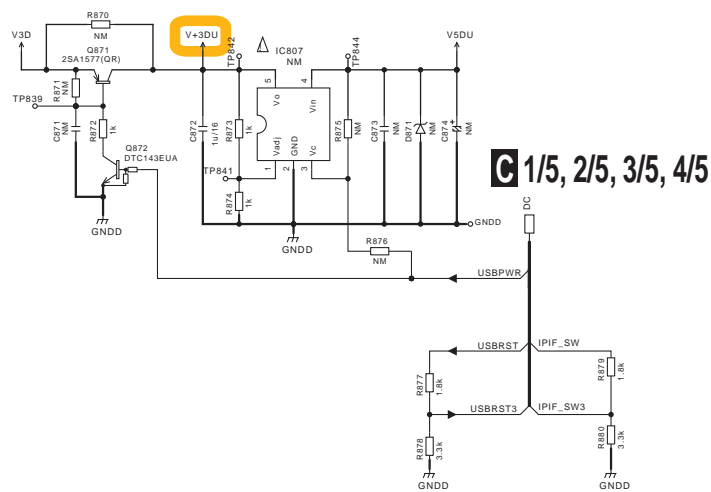 R870
NM
V3D
Q871
2SA1577(QR)
V+3DU
TP842
IC807
NM
TP844
V5DU
R871
NM
TP839
C871
NM
R872
1k
Q872
DTC143EUA
C872
1u/16
R873
1k
5
Vo
4
Vin
Vadj
GND
Vc
1
2
3
TP841
R874
1k
R875
NM
C873
NM
D871
NM
C874
+
NM
C 1/5, 2/5, 3/5, 4/5
DC
GNDD
GNDD
GNDD
R876
NM
USBPWR
USBRST
IPIF_SW
R877
1.8k
R879
1.8k
USBRST3
IPIF_SW3
R878
3.3k
R880
3.3k
GNDD
GNDD